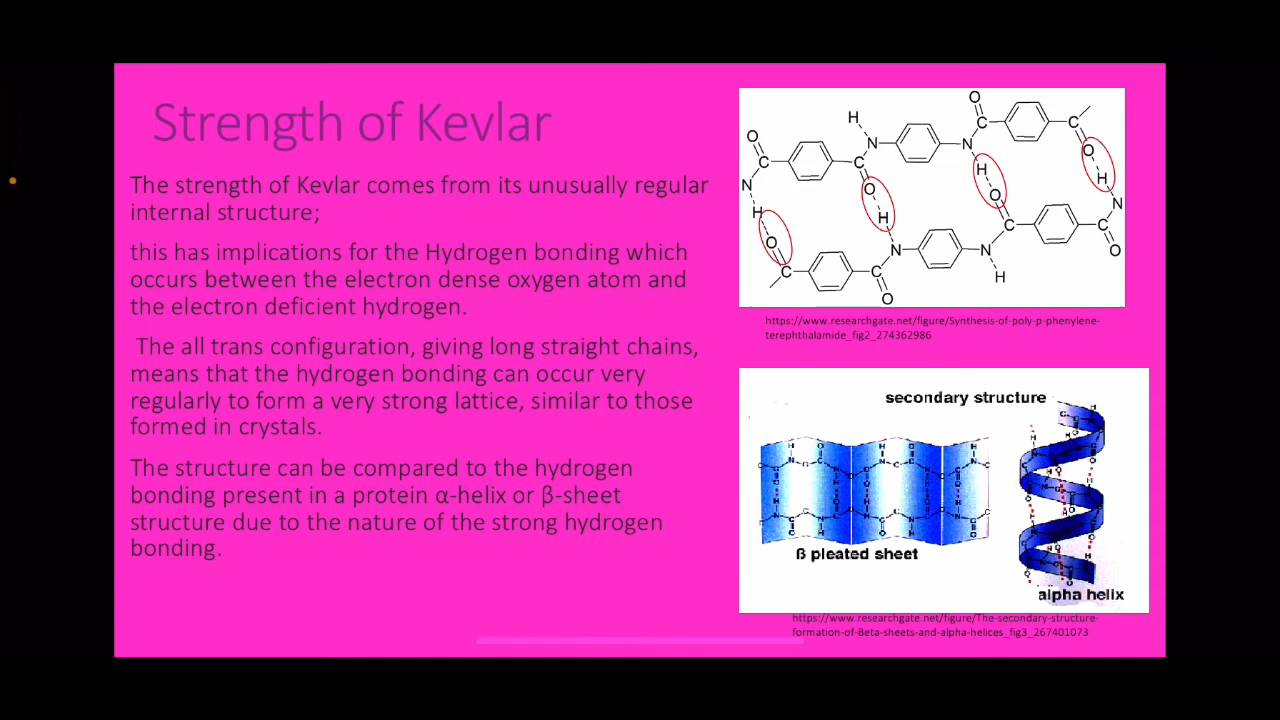 Strength of Kevlar
The strength of Kevlar comes from its unusually regular
internal structure;
this has implications for the Hydrogen bonding which
occurs between the electron dense oxygen atom and
the electron deficient hydrogen.
The all trans configuration, giving long straight chains,
means that the hydrogen bonding can occur very
regularly to form a very strong lattice, similar to those
formed in crystals.
The structure can be compared to the hydrogen
bonding present in a protein α-helix or β-sheet
structure due to the nature of the strong hydrogen
bonding.
O
H
O
C
N
C
N
C
N
C
O
H
O
H
H
O
H
N
O
C
N
C
N
C
O
H
O
https://www.researchgate.net/figure/Synthesis-of-poly-p-phenylene-
terephthalamide_fig2_274362986
secondary structure
ß pleated sheet
alpha helix
https://www.researchgate.net/figure/The-secondary-structure-
formation-of-Beta-sheets-and-alpha-helices_fig3_267401073